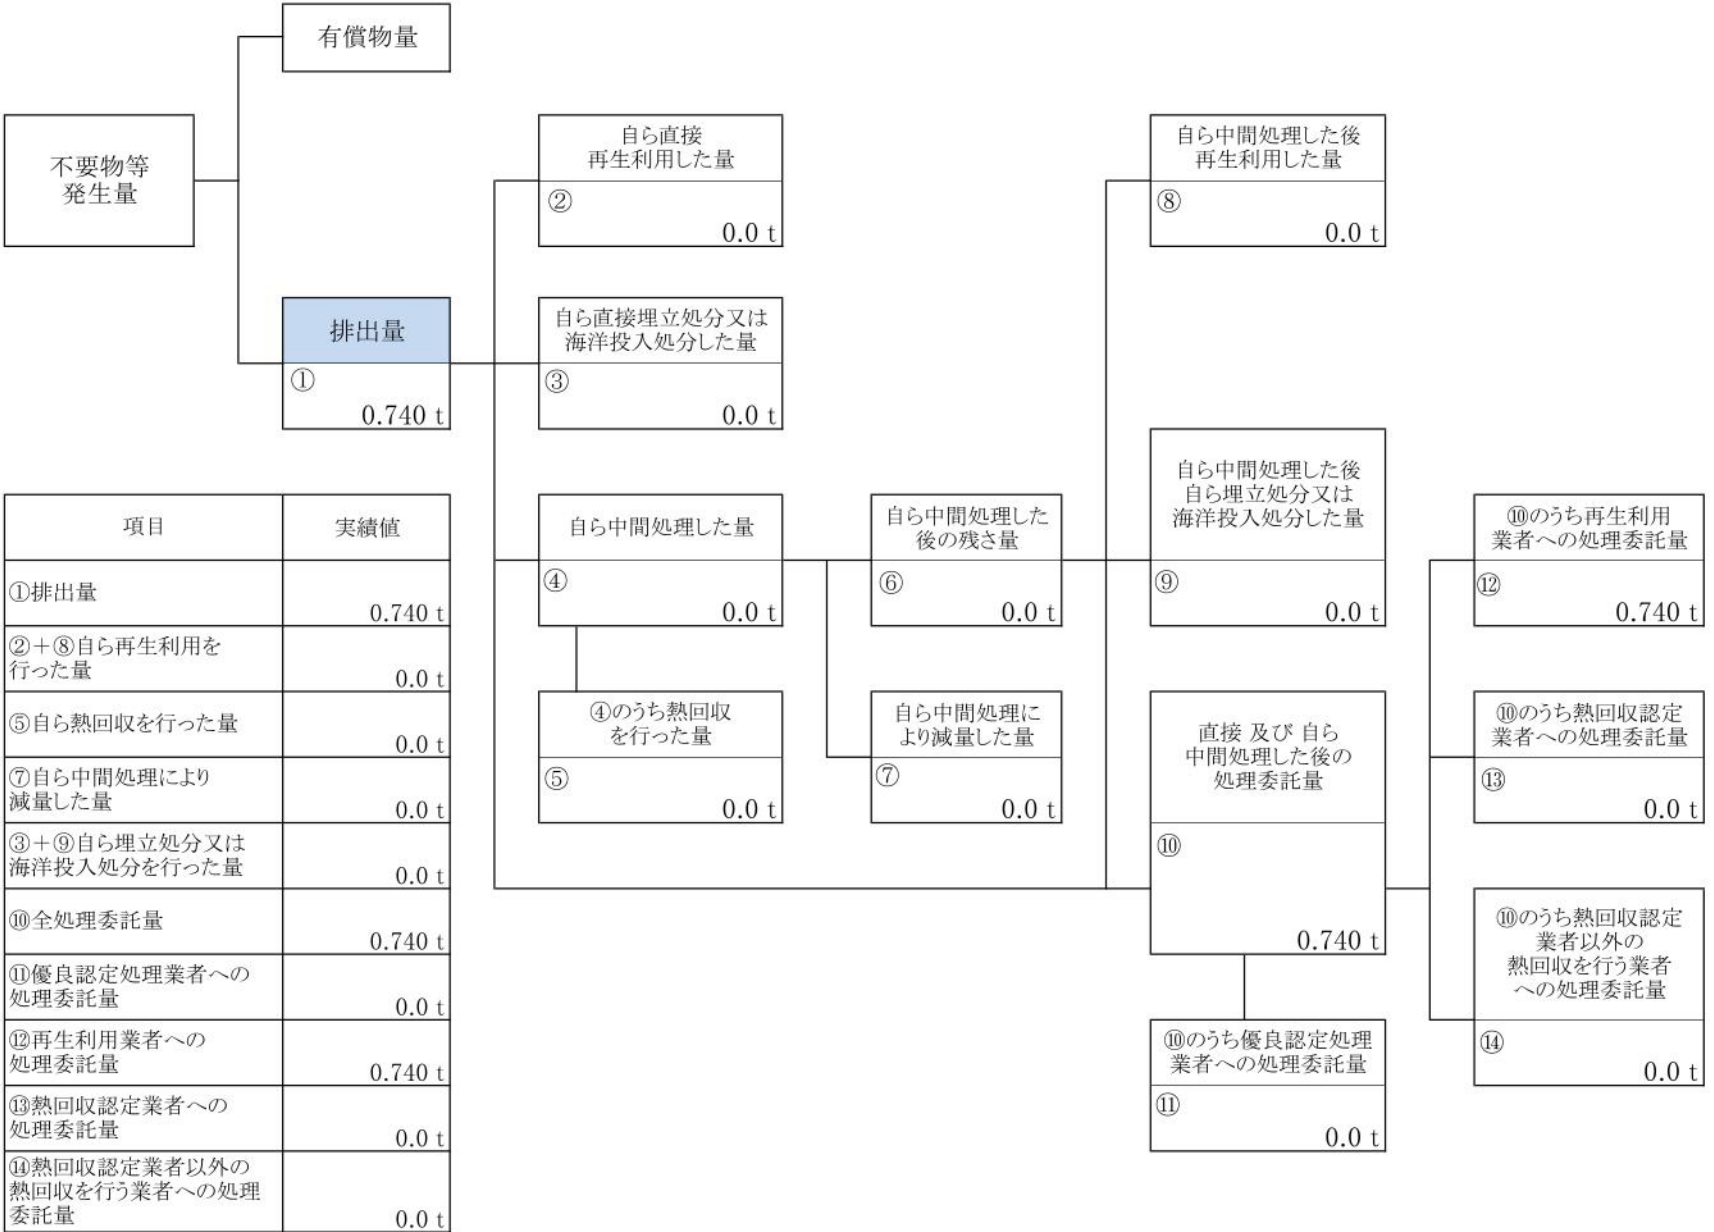 有償物量
不要物等
発生量
自ら直接
再生利用した量
②
0.0 t
自ら中間処理した後
再生利用した量
⑧
0.0 t
排出量
①
0.740 t
自ら直接埋立処分又は
海洋投入処分した量
③
0.0 t
自ら中間処理した量
④
0.0 t
自ら中間処理した
後の残さ量
⑥
0.0 t
自ら中間処理した後
自ら埋立処分又は
海洋投入処分した量
⑨
0.0 t
⑩のうち再生利用
業者への処理委託量
⑫
0.740 t
④のうち熱回収
を行った量
⑤
0.0 t
自ら中間処理に
より減量した量
⑦
0.0 t
直接 及び 自ら
中間処理した後の
処理委託量
⑩
0.740 t
⑩のうち熱回収認定
業者への処理委託量
⑬
0.0 t
⑩のうち熱回収認定
業者以外の
熱回収を行う業者
への処理委託量
⑭
0.0 t
⑩のうち優良認定処理
業者への処理委託量
⑪
0.0 t
項目 実績値
①排出量
0.740 t
②＋⑧自ら再生利用を
行った量
0.0 t
⑤自ら熱回収を行った量
0.0 t
⑦自ら中間処理により
減量した量
0.0 t
③＋⑨自ら埋立処分又は
海洋投入処分を行った量
0.0 t
⑩全処理委託量
0.740 t
⑪優良認定処理業者への
処理委託量
0.0 t
⑫再生利用業者への
処理委託量
0.740 t
⑬熱回収認定業者への
処理委託量
0.0 t
⑭熱回収認定業者以外の
熱回収を行う業者への処理
委託量
0.0 t